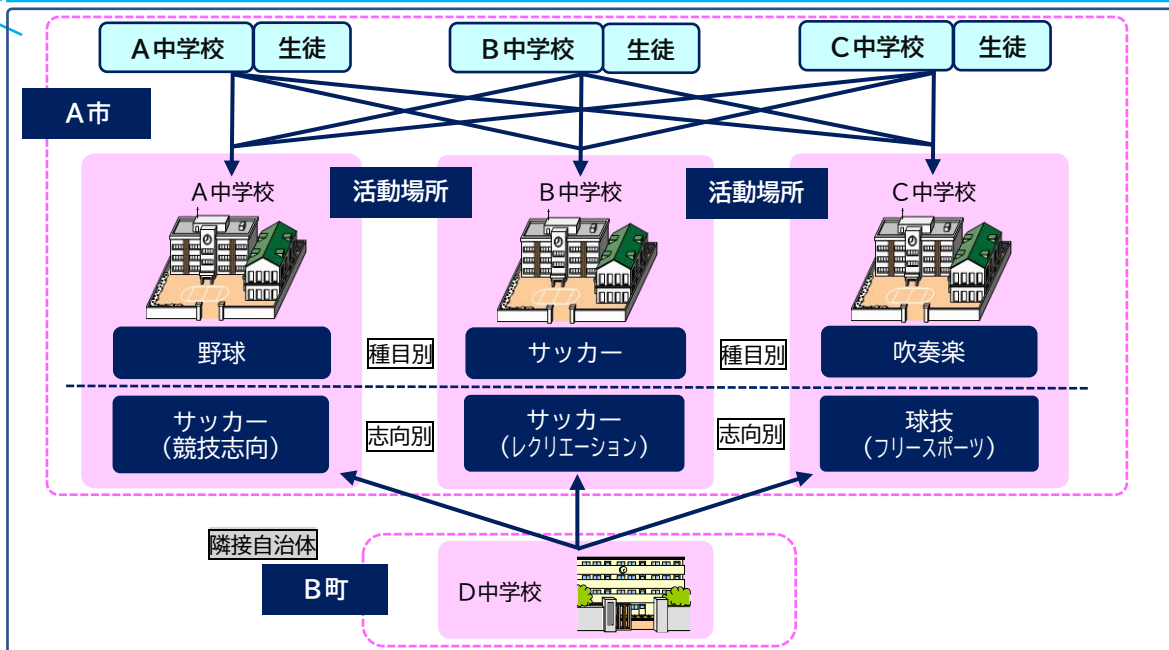 A中学校 生徒
B中学校 生徒
C中学校 生徒
A市
A中学校
活動場所
B中学校
活動場所
C中学校
野球
種目別
サッカー
種目別
吹奏楽
サッカー
(競技志向)
志向別
サッカー
(レクリエーション)
志向別
球技
(フリースポーツ)
隣接自治体
B町
D中学校